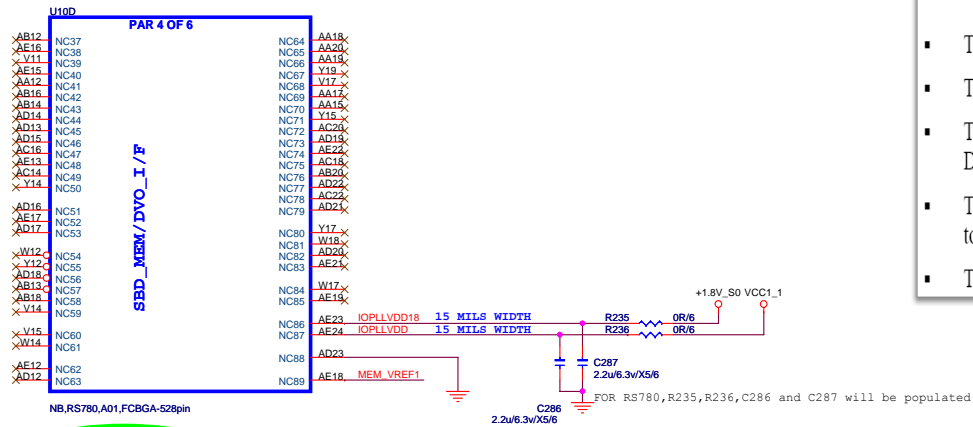 U10D
PAR 4 OF 6
SBD_MEM/DVO_I/F
AB12 NC37
AE16 NC38
V11 NC39
AE15 NC40
AA12 NC41
AB16 NC42
AB14 NC43
AD14 NC44
AD13 NC45
AD15 NC46
AC16 NC47
AE13 NC48
AC14 NC49
Y14 NC50
AD16 NC51
AE17 NC52
AD17 NC53
W12 NC54
Y12 NC55
AD18 NC56
AB13 NC57
AB18 NC58
V14 NC59
V15 NC60
W14 NC61
AE12 NC62
AD12 NC63
NC64 AA18
NC65 AA20
NC66 AA19
NC67 Y19
NC68 V17
NC69 AA17
NC70 AA15
NC71 Y15
NC72 AC20
NC73 AD19
NC74 AE22
NC75 AC18
NC76 AB20
NC77 AD22
NC78 AC22
NC79 AD21
NC80 Y17
NC81 W18
NC82 AD20
NC83 AE21
NC84 W17
NC85 AE19
NC86 AE23 IOPLLVDD18 15 MILS WIDTH R235 0R/6
NC87 AE24 IOPLLVDD 15 MILS WIDTH R236 0R/6
NC88 AD23
NC89 AE18 MEM_VREF1
+1.8V_S0 VCC1_1
C287
2.2u/6.3v/X5/6
C286
2.2u/6.3v/X5/6
FOR RS780,R235,R236,C286 and C287 will be populated
NB,RS780,A01,FCBGA-528pin
T
T
T
D
T
to
T